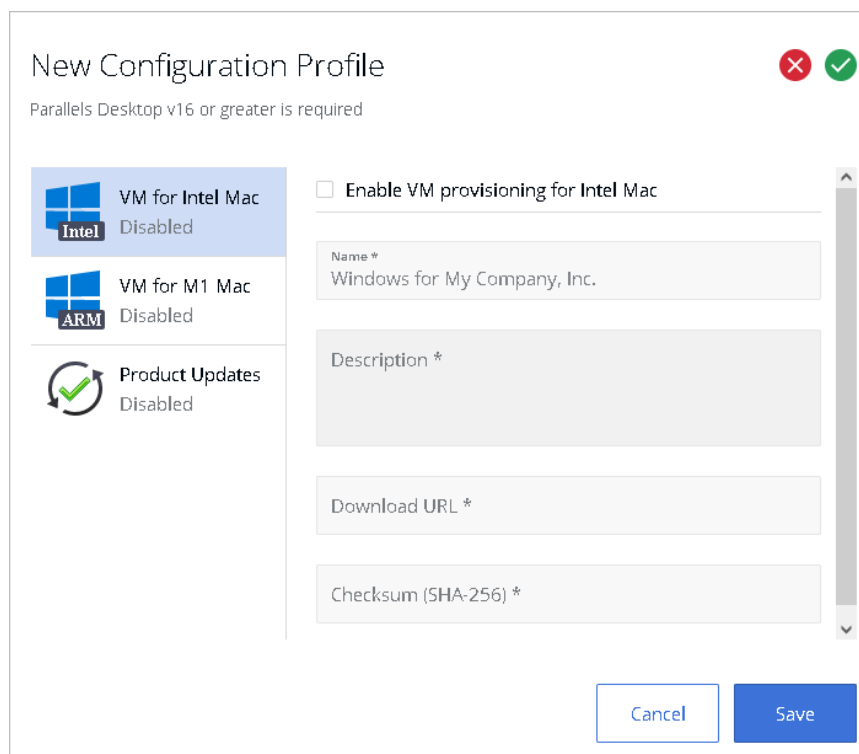 New Configuration Profile
Parallels Desktop v16 or greater is required
VM for Intel Mac
Disabled
Intel
VM for M1 Mac
Disabled
ARM
Product Updates
Disabled
Enable VM provisioning for Intel Mac
Name *
Windows for My Company, Inc.
Description *
Download URL *
Checksum (SHA-256) *
Cancel
Save